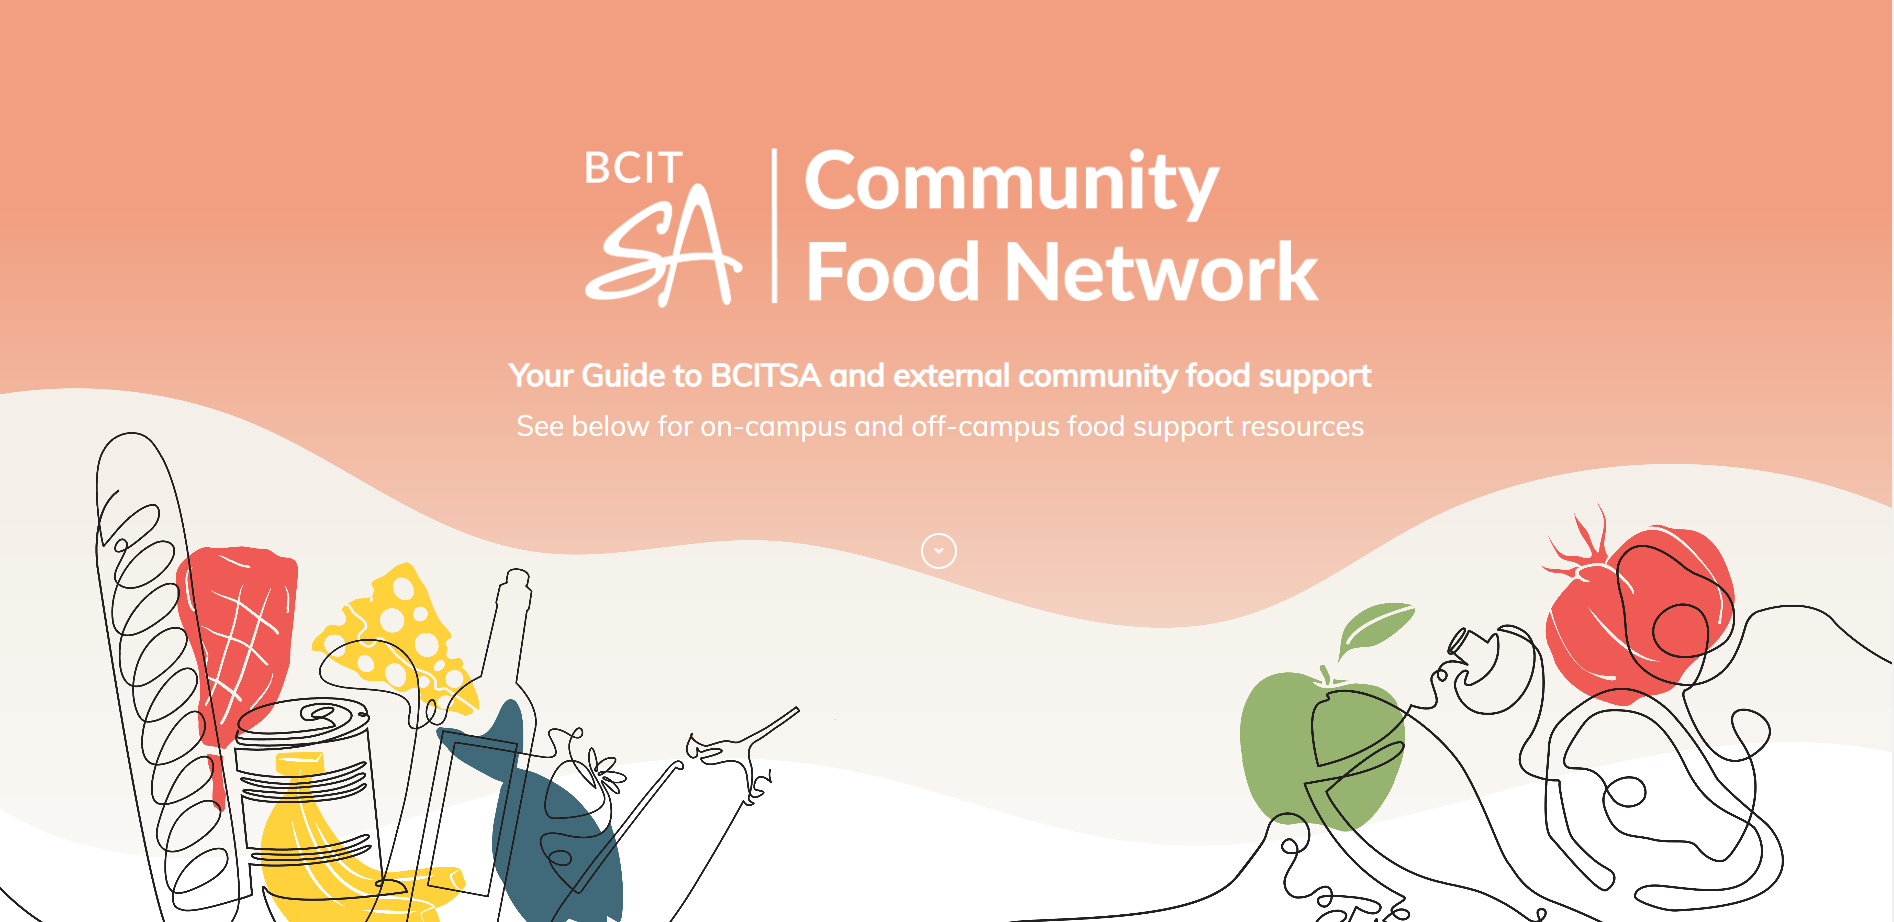 BCIT
SA
Community
Food Network
Your Guide to BCITSA and external community food support
See below for on-campus and off-campus food support resources